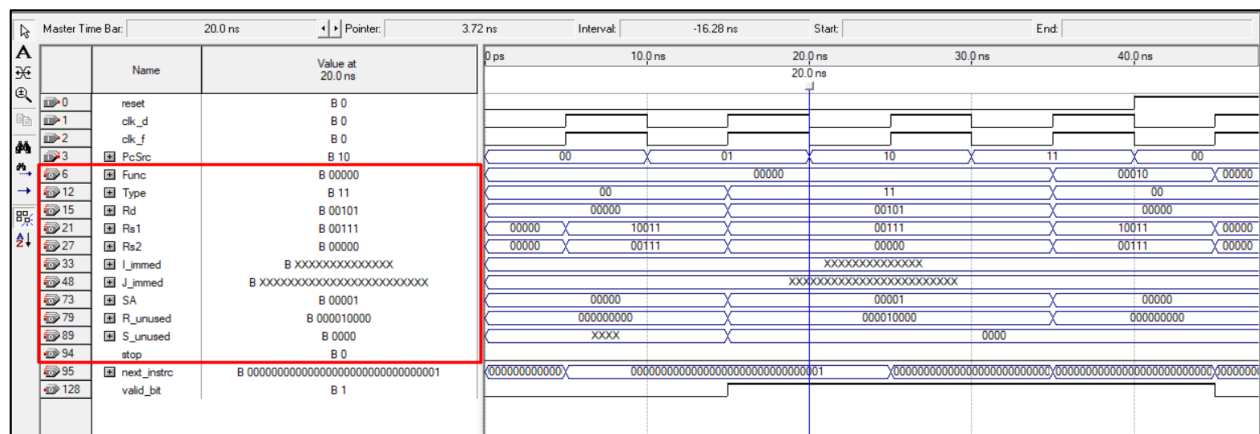 Master Time Bar: 20.0 ns Pointer: 3.72 ns Interval: -16.28 ns Start: End:
Name Value at 20.0 ns 0 ps 10.0 ns 20.0 ns 30.0 ns 40.0 ns
20.0 ns
0 reset B 0
1 clk_d B 0
2 clk_f B 0
3 PcSrc B 10 00 01 10 11 00
6 Func B 00000 00000 00010 00000
12 Type B 11 00 11 00
15 Rd B 00101 00000 00101 00000
21 Rs1 B 00111 00000 10011 00111 10011 00000
27 Rs2 B 00000 00000 00111 00000 00111 00000
33 I_immed B XXXXXXXXXXXXXX XXXXXXXXXXXXXX
48 J_immed B XXXXXXXXXXXXXXXXXXXXXXXX XXXXXXXXXXXXXXXXXXXXXXXX
73 SA B 00001 00000 00001 00000
79 R_unused B 000010000 000000000 000010000 000000000
89 S_unused B 0000 XXXX 0000
94 stop B 0
95 next_instrc B 00000000000000000000000000000001 00000000000000000000000000000001
128 valid_bit B 1